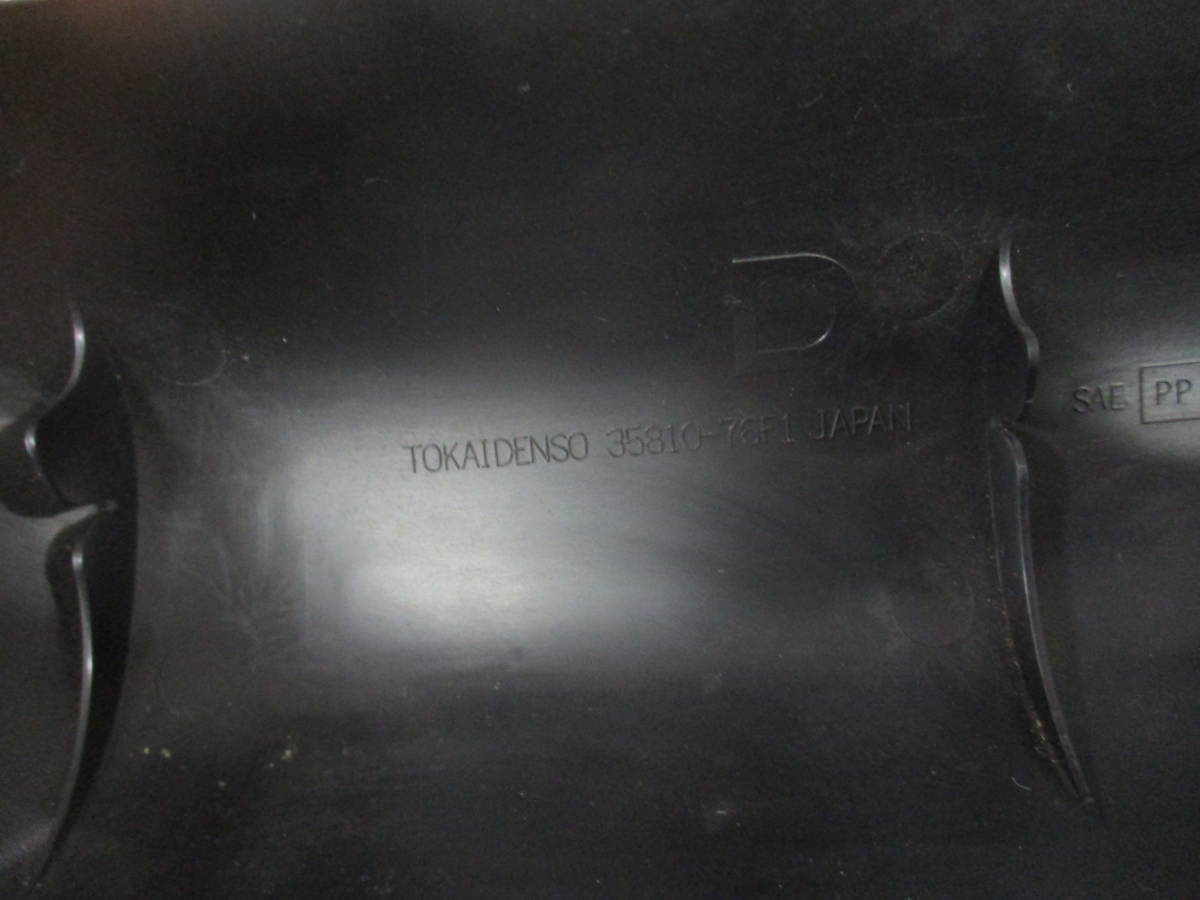 TOKAIDENSO 35810-76F1 JAPAN
SAE PP